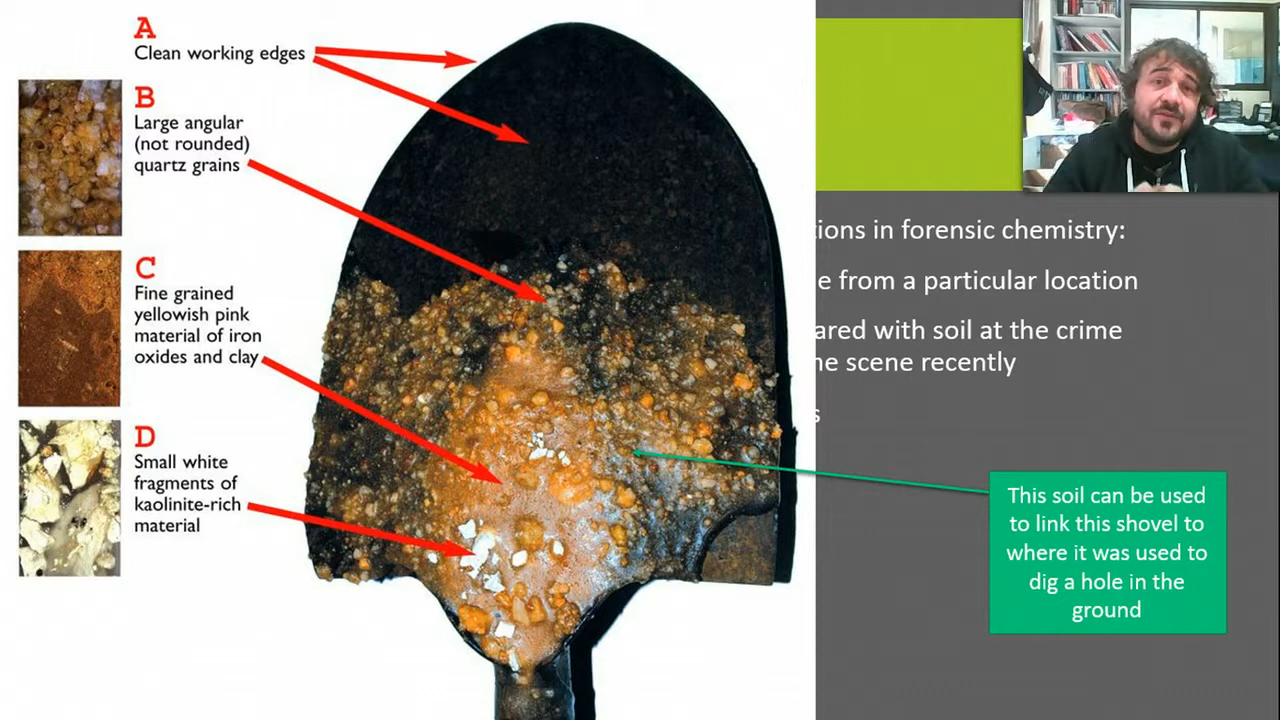 A
Clean working edges
B
Large angular
(not rounded)
quartz grains
C
Fine grained
yellowish pink
material of iron
oxides and clay
D
Small white
fragments of
kaolinite-rich
material
in forensic chemistry:
from a particular location
with soil at the crime
scene recently
This soil can be used
to link this shovel to
where it was used to
dig a hole in the
ground